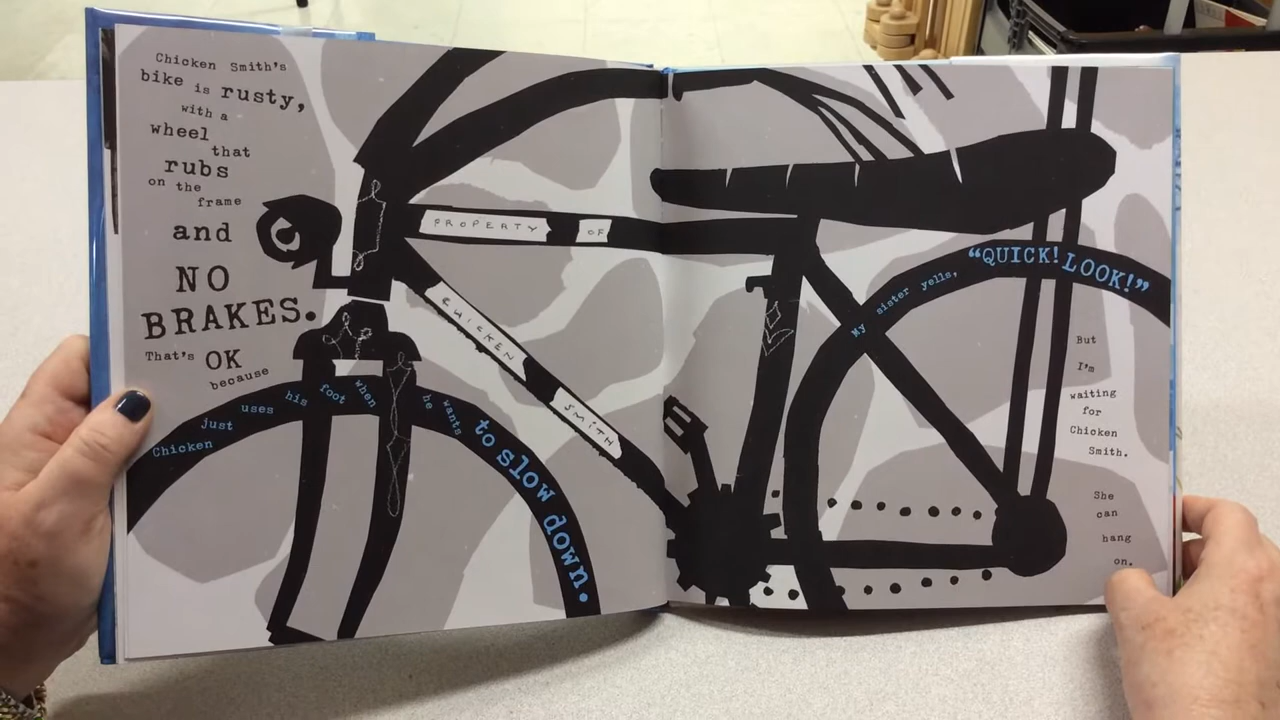 Chicken Smith's
bike is rusty,
with a
wheel
that
rubs
on the
frame
and
NO
BRAKES.
That's OK
because
Chicken
just
uses
his
foot
when
he
wants
to slow down.
PROPERTY OF
CHICKEN
SMITH
My sister yells,
“QUICK! LOOK!”
But
I'm
waiting
for
Chicken
Smith.
She
can
hang
on.